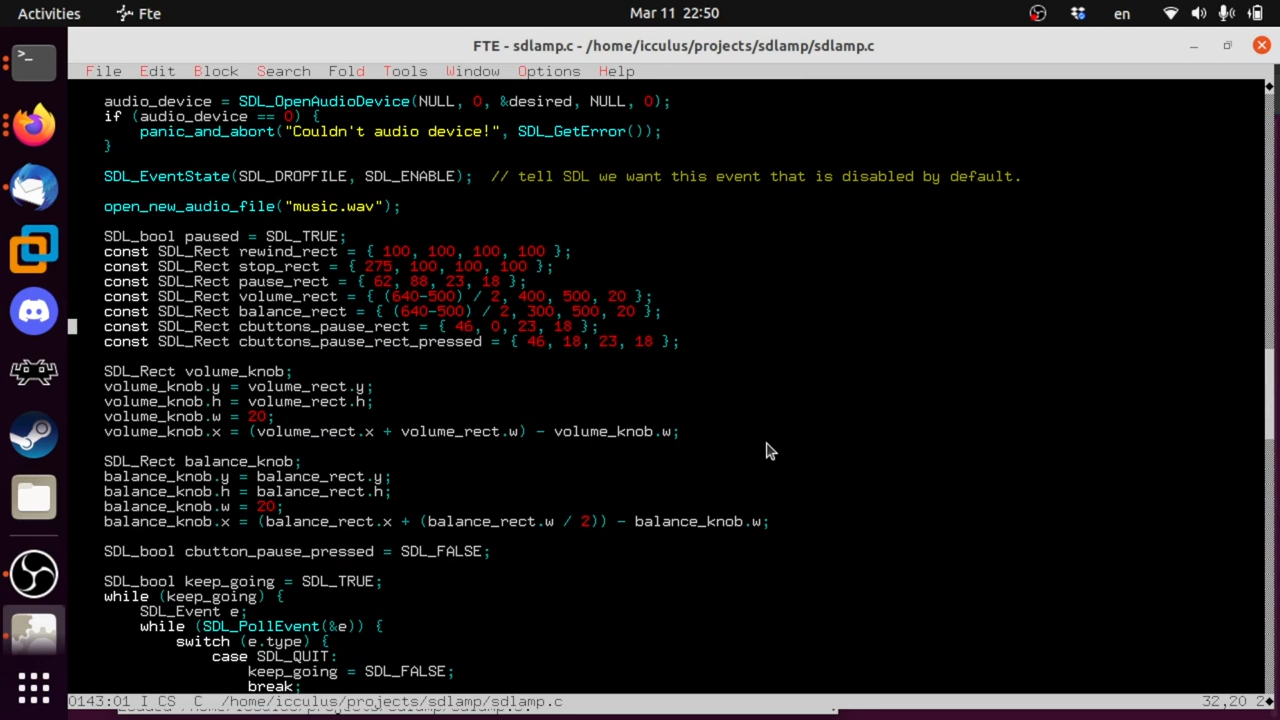 Activities Fte Mar 11 22:50 en
FTE - sdlamp.c - /home/icculus/projects/sdlamp/sdlamp.c
File Edit Block Search Fold Tools Window Options Help
audio_device = SDL_OpenAudioDevice(NULL, 0, &desired, NULL, 0);
if (audio_device == 0) {
panic_and_abort("Couldn't audio device!", SDL_GetError());
}
SDL_EventState(SDL_DROPFILE, SDL_ENABLE);  // tell SDL we want this event that is disabled by default.
open_new_audio_file("music.wav");
SDL_bool paused = SDL_TRUE;
const SDL_Rect rewind_rect = { 100, 100, 100, 100 };
const SDL_Rect stop_rect = { 275, 100, 100, 100 };
const SDL_Rect pause_rect = { 62, 88, 23, 18 };
const SDL_Rect volume_rect = { (640-500) / 2, 400, 500, 20 };
const SDL_Rect balance_rect = { (640-500) / 2, 300, 500, 20 };
const SDL_Rect cbuttons_pause_rect = { 46, 0, 23, 18 };
const SDL_Rect cbuttons_pause_rect_pressed = { 46, 18, 23, 18 };
SDL_Rect volume_knob;
volume_knob.y = volume_rect.y;
volume_knob.h = volume_rect.h;
volume_knob.w = 20;
volume_knob.x = (volume_rect.x + volume_rect.w) - volume_knob.w;
SDL_Rect balance_knob;
balance_knob.y = balance_rect.y;
balance_knob.h = balance_rect.h;
balance_knob.w = 20;
balance_knob.x = (balance_rect.x + (balance_rect.w / 2)) - balance_knob.w;
SDL_bool cbutton_pause_pressed = SDL_FALSE;
SDL_bool keep_going = SDL_TRUE;
while (keep_going) {
SDL_Event e;
while (SDL_PollEvent(&e)) {
switch (e.type) {
case SDL_QUIT:
keep_going = SDL_FALSE;
break;
0143:01 I CS  C  /home/icculus/projects/sdlamp/sdlamp.c 32,20 2